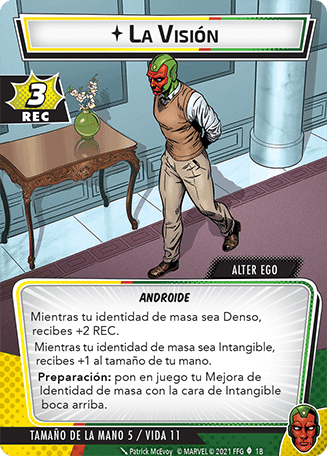 La Visión
3
REC
ALTER EGO
ANDROIDE
Mientras tu identidad de masa sea Denso,
recibes +2 REC.
Mientras tu identidad de masa sea Intangible,
recibes +1 al tamaño de tu mano.
Preparación: pon en juego tu Mejora de
Identidad de masa con la cara de Intangible
boca arriba.
TAMAÑO DE LA MANO 5 / VIDA 11
Patrick McEvoy © MARVEL © 2021 FFG 1B